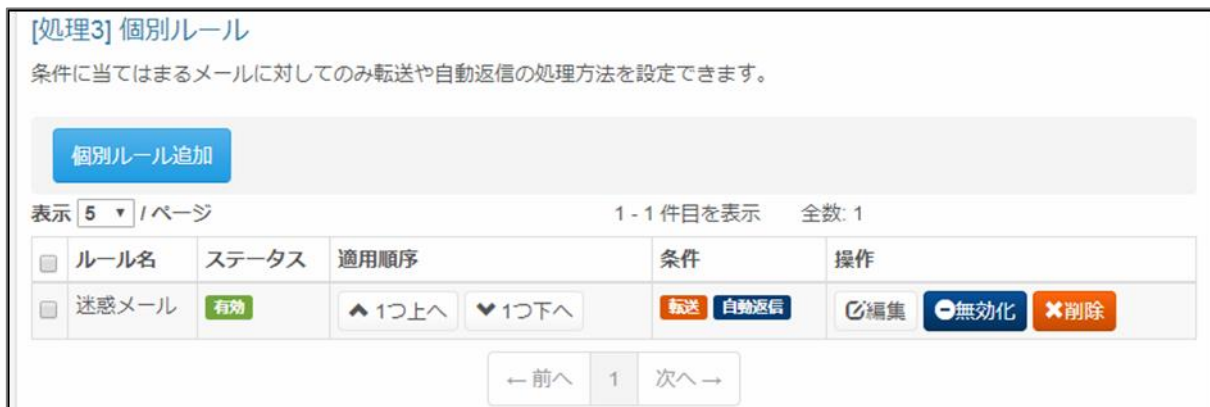 [処理3] 個別ルール
条件に当てはまるメールに対してのみ転送や自動返信の処理方法を設定できます。
個別ルール追加
表示 5 / ページ 1 - 1 件目を表示 全数: 1
ルール名 ステータス 適用順序 条件 操作
迷惑メール 有効 1つ上へ 1つ下へ 転送 自動返信 編集 無効化 削除
←前へ 1 次へ→